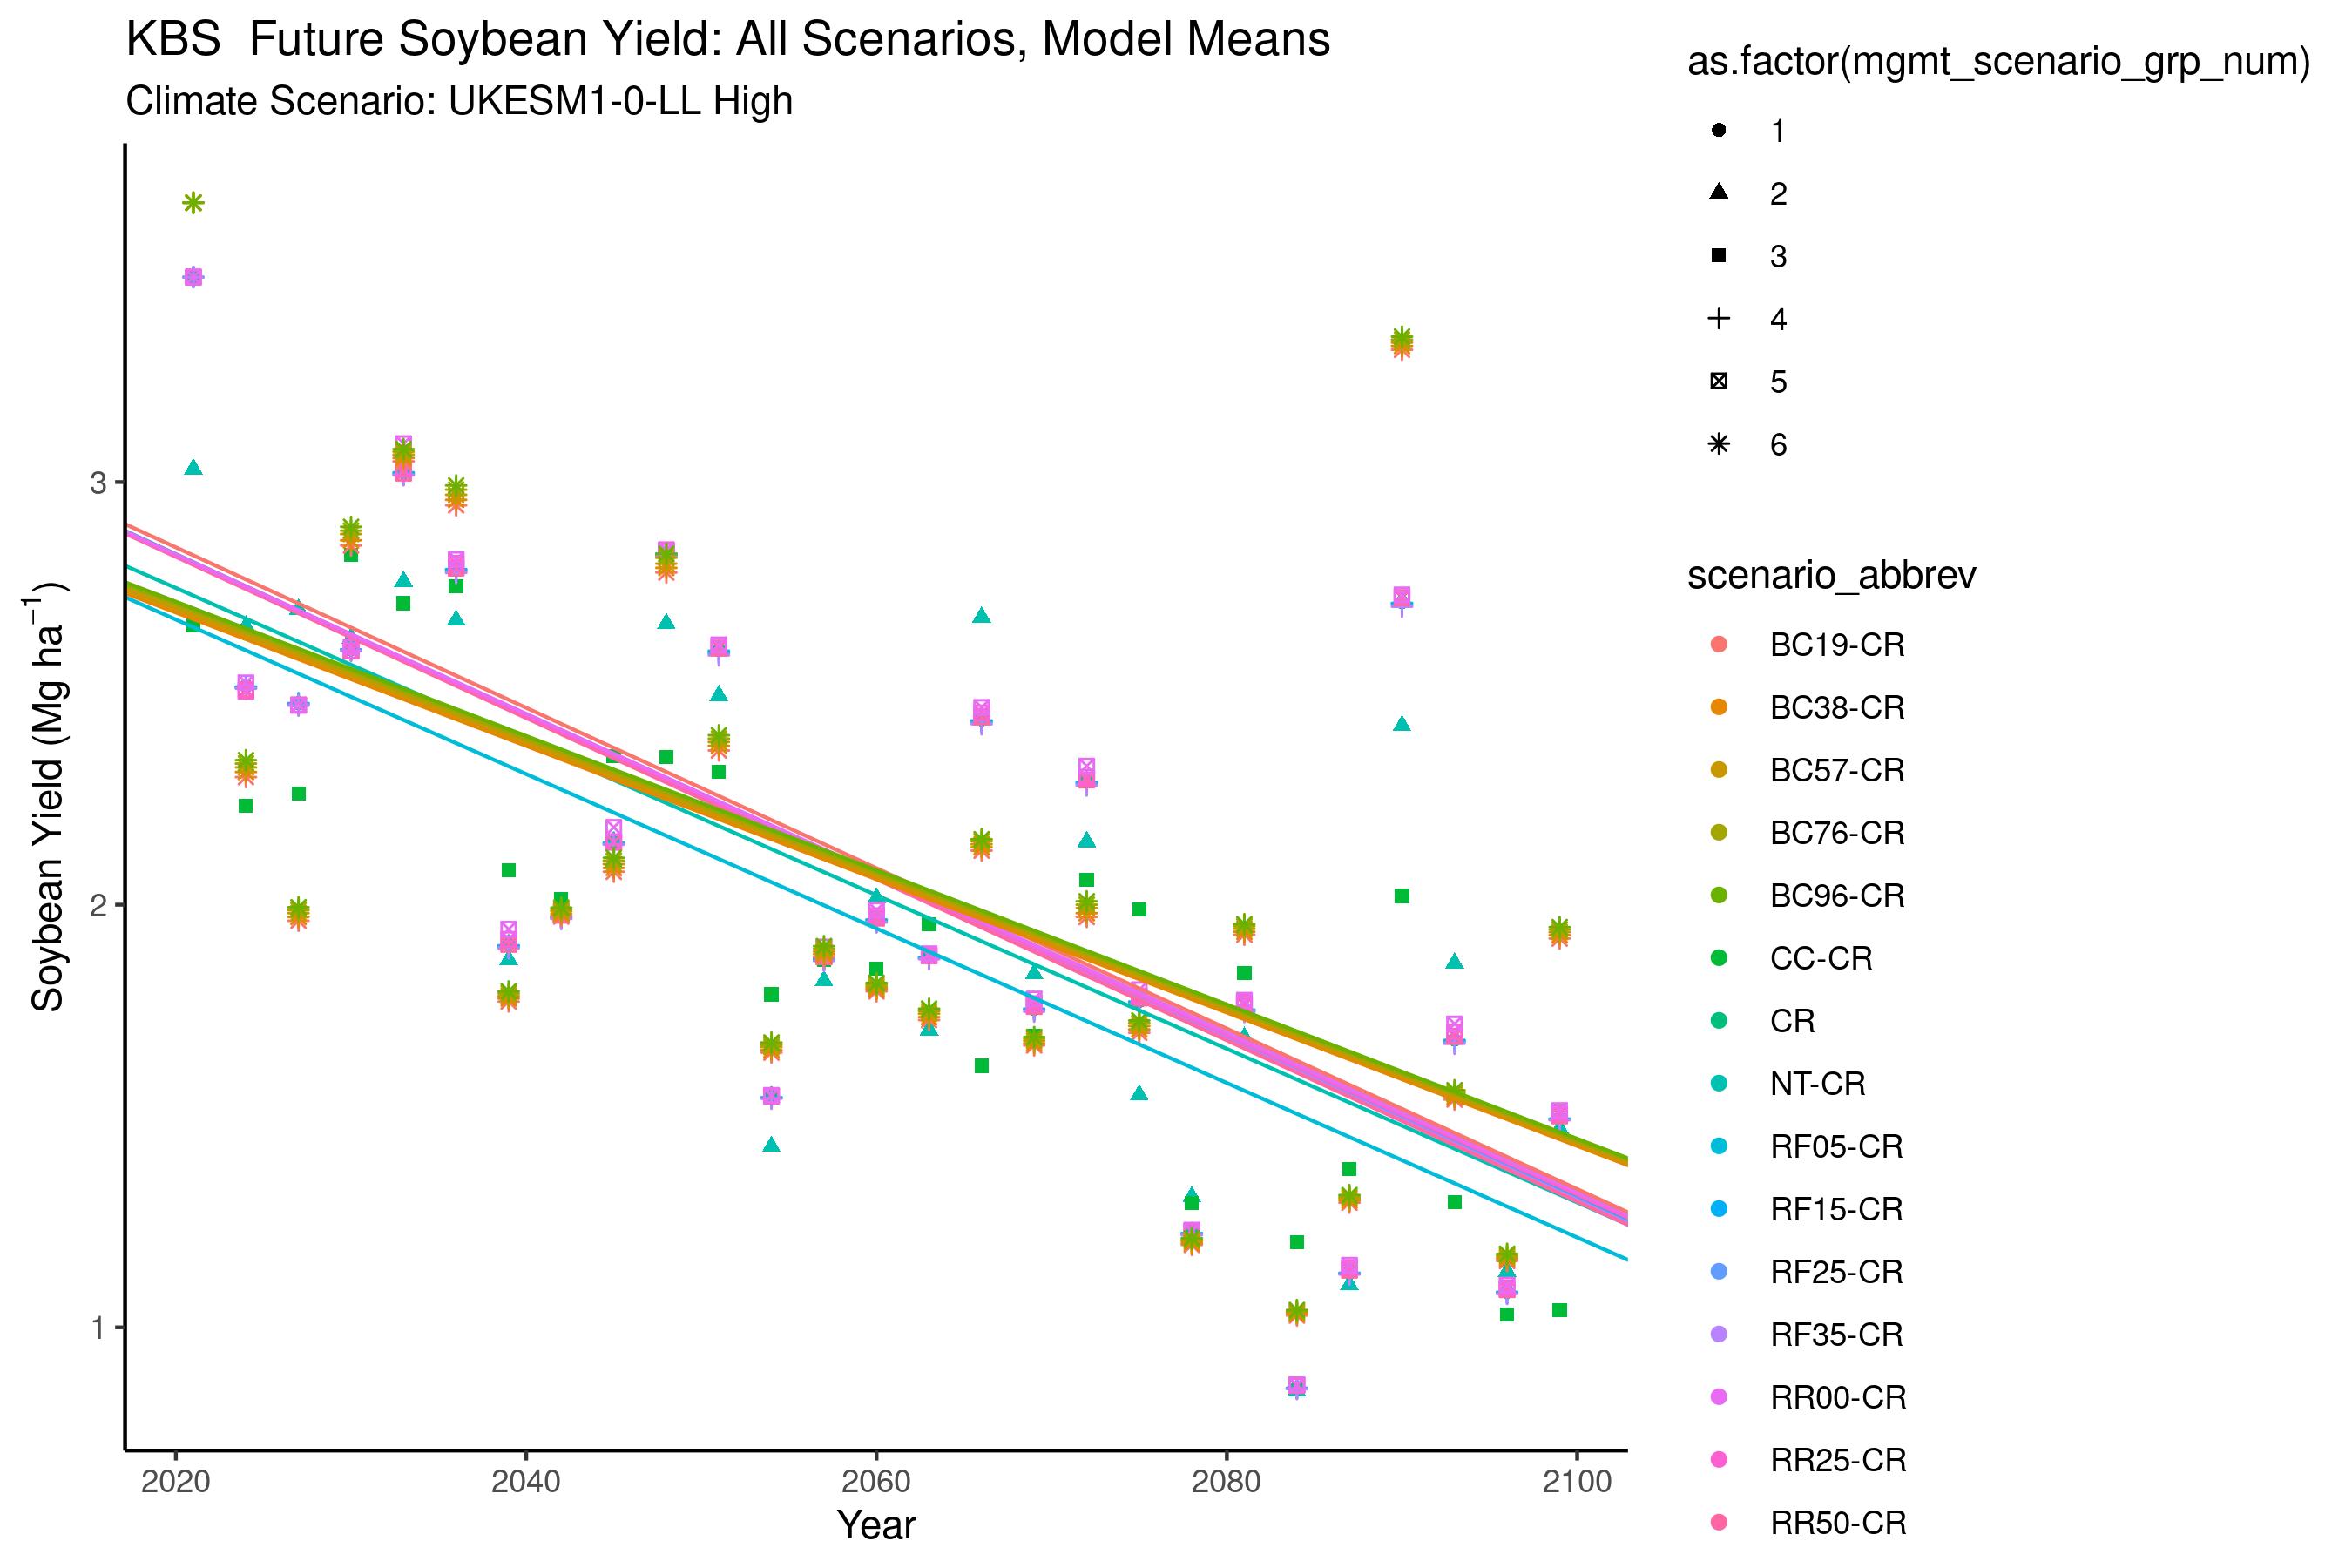 KBS  Future Soybean Yield: All Scenarios, Model Means
Climate Scenario: UKESM1-0-LL High
Soybean Yield (Mg ha⁻¹)
3
2
1
2020
2040
2060
2080
2100
Year
as.factor(mgmt_scenario_grp_num)
1
2
3
4
5
6
scenario_abbrev
BC19-CR
BC38-CR
BC57-CR
BC76-CR
BC96-CR
CC-CR
CR
NT-CR
RF05-CR
RF15-CR
RF25-CR
RF35-CR
RR00-CR
RR25-CR
RR50-CR